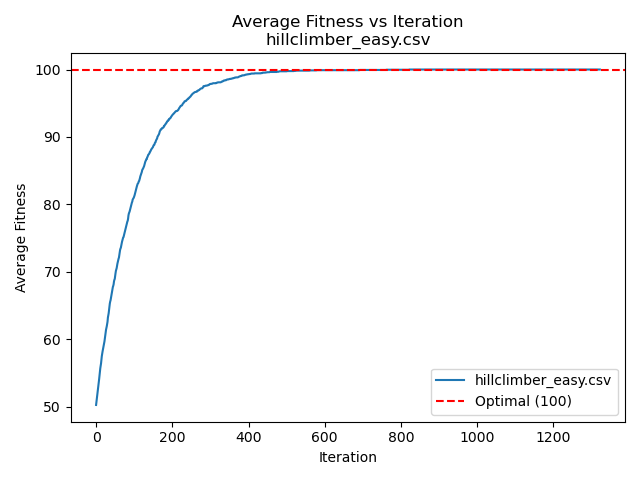 Average Fitness vs Iteration
hillclimber_easy.csv
100
90
80
70
60
50
Average Fitness
0 200 400 600 800 1000 1200
Iteration
hillclimber_easy.csv
Optimal (100)